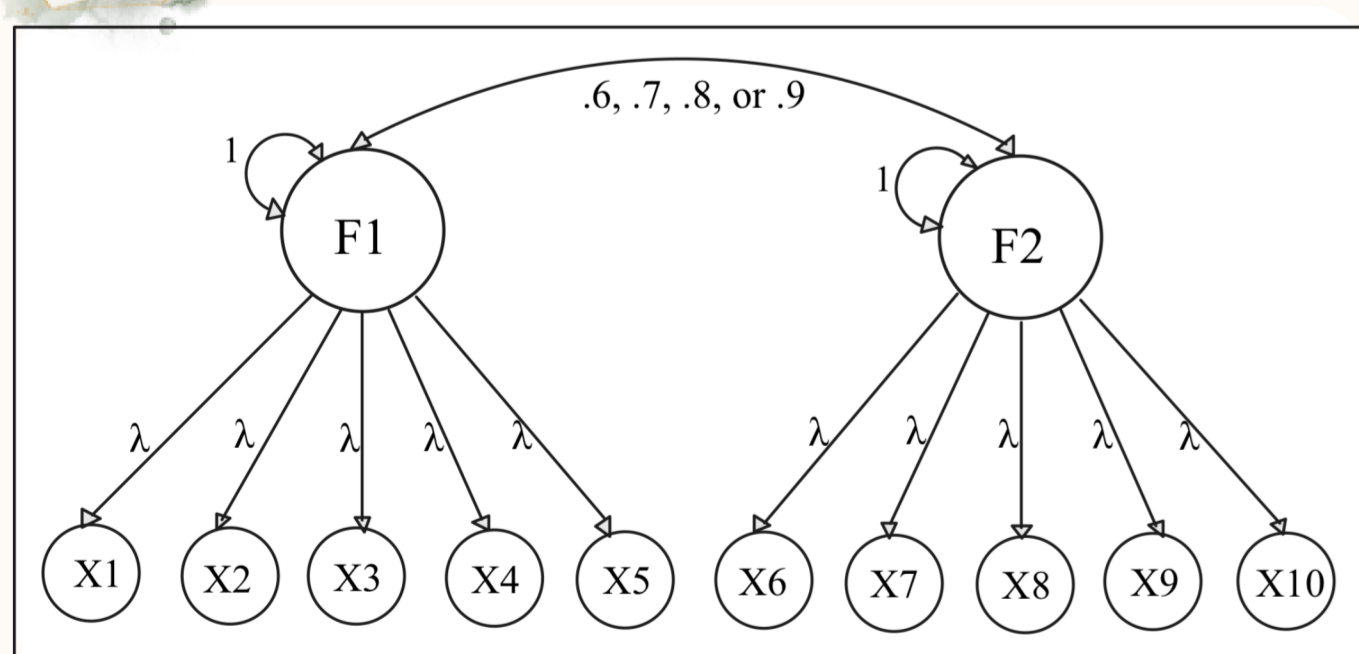 .6, .7, .8, or .9
1
1
F1
F2
λ λ λ λ λ λ λ λ λ λ
X1 X2 X3 X4 X5 X6 X7 X8 X9 X10